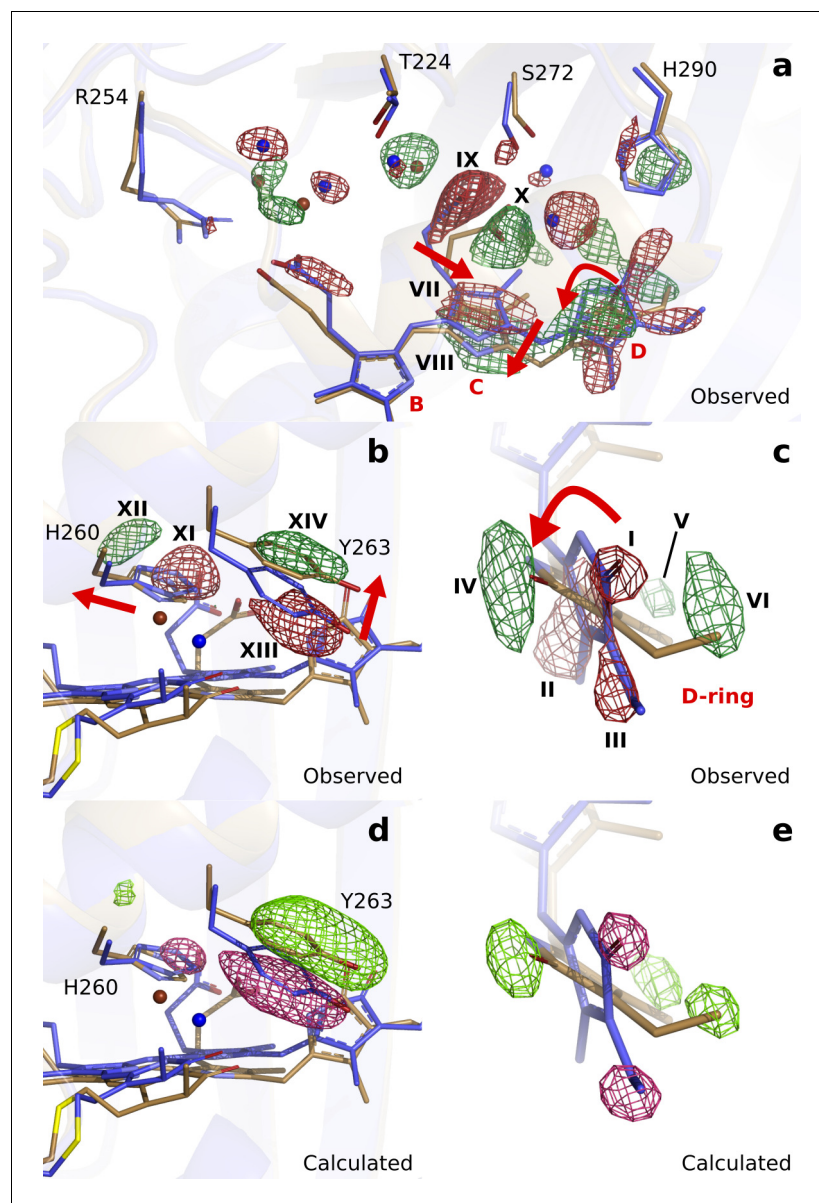 a
T224
S272
H290
R254
IX
X
VII
VIII
B
C
D
Observed
b
c
XII
XI
XIV
H260
Y263
XIII
Observed
I
V
IV
VI
II
D-ring
III
Observed
d
e
Y263
H260
Calculated
Calculated